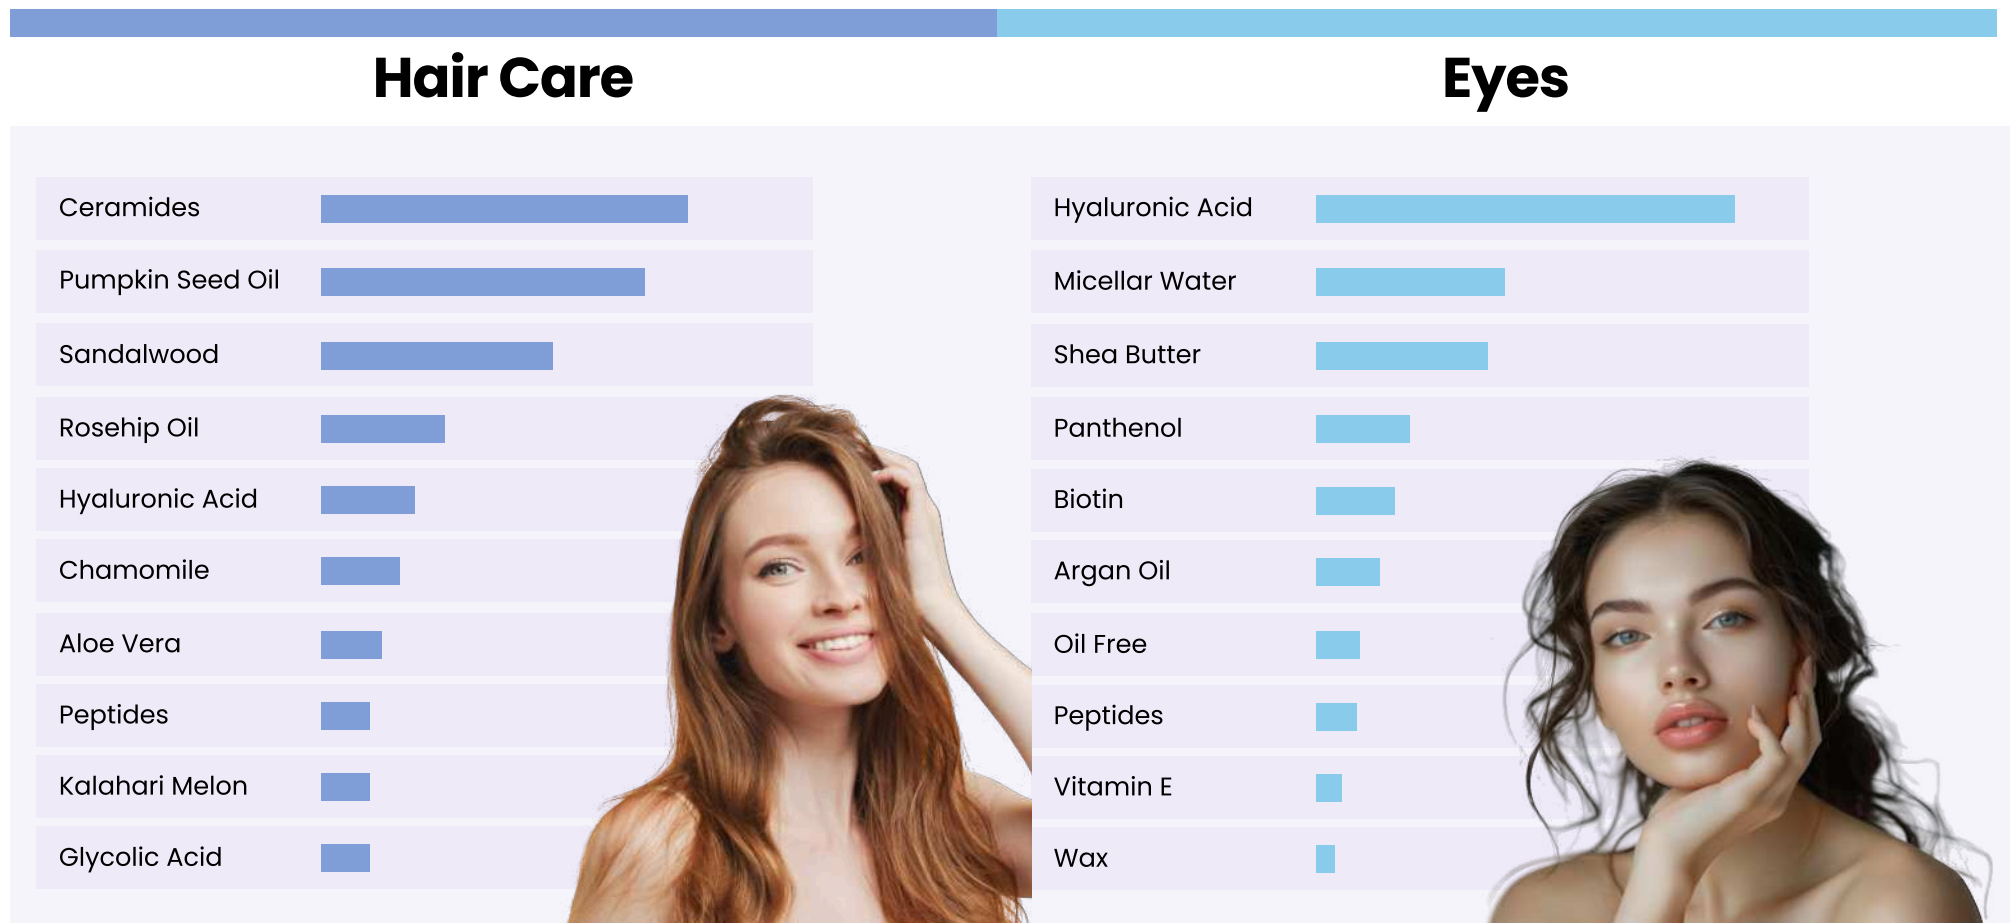 Hair Care
Ceramides
Pumpkin Seed Oil
Sandalwood
Rosehip Oil
Hyaluronic Acid
Chamomile
Aloe Vera
Peptides
Kalahari Melon
Glycolic Acid
Eyes
Hyaluronic Acid
Micellar Water
Shea Butter
Panthenol
Biotin
Argan Oil
Oil Free
Peptides
Vitamin E
Wax